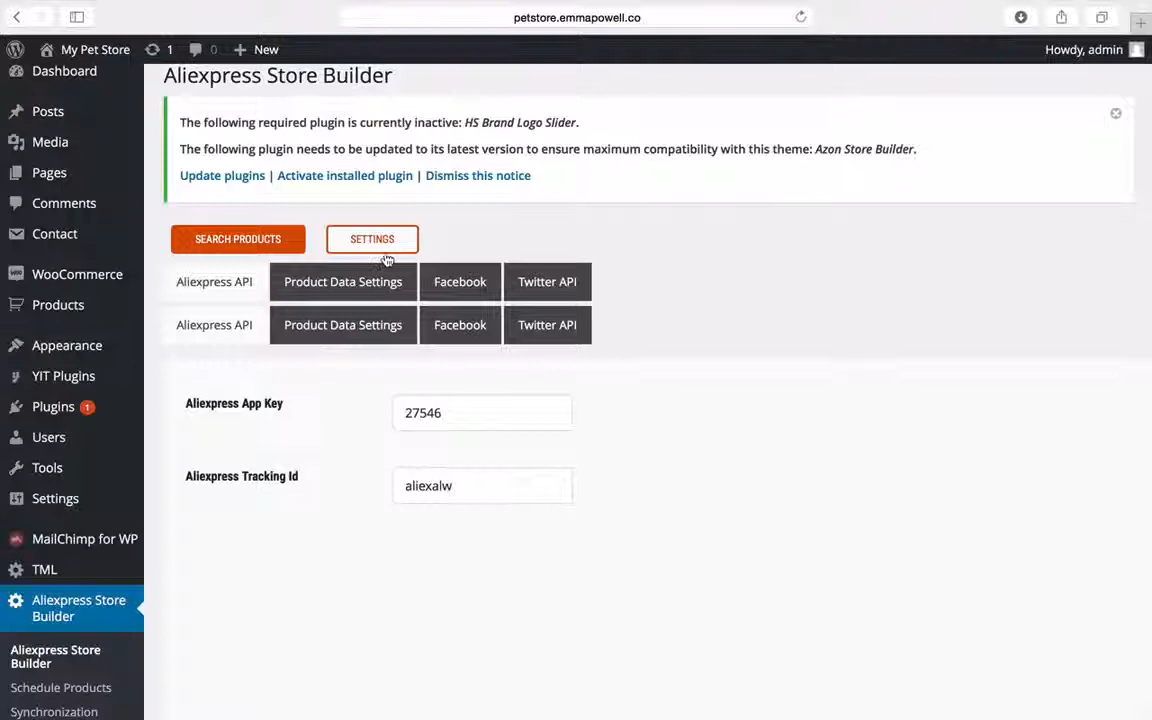 petstore.emmapowell.co
My Pet Store 1 0 New Howdy, admin
Dashboard
Posts
Media
Pages
Comments
Contact
WooCommerce
Products
Appearance
YIT Plugins
Plugins 1
Users
Tools
Settings
MailChimp for WP
TML
Aliexpress Store
Builder
Aliexpress Store
Builder
Schedule Products
Synchronization
Aliexpress Store Builder
The following required plugin is currently inactive: HS Brand Logo Slider.
The following plugin needs to be updated to its latest version to ensure maximum compatibility with this theme: Azon Store Builder.
Update plugins | Activate installed plugin | Dismiss this notice
SEARCH PRODUCTS SETTINGS
Aliexpress API Product Data Settings Facebook Twitter API
Aliexpress API Product Data Settings Facebook Twitter API
Aliexpress App Key 27546
Aliexpress Tracking Id aliexalw